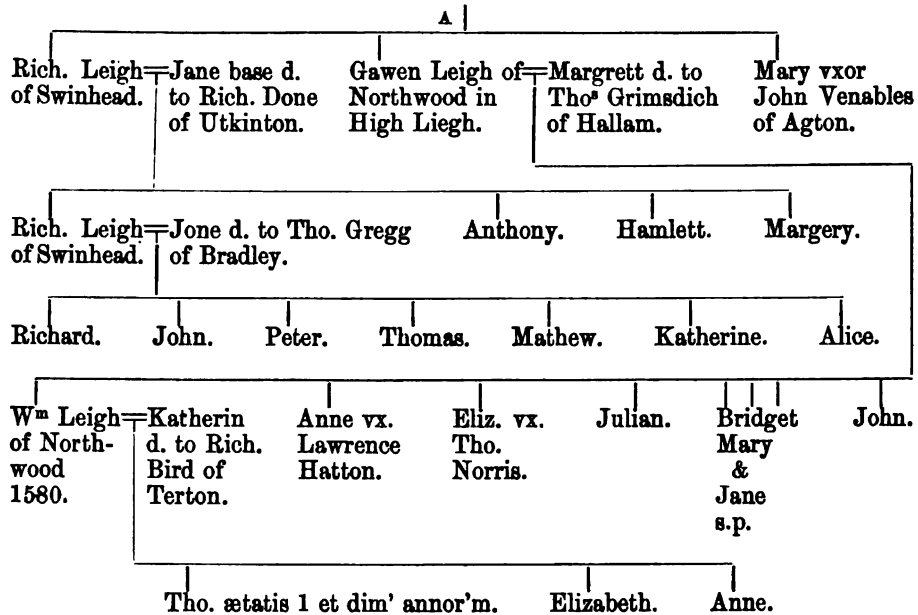 A
Rich. Leigh=Jane base d.
of Swinhead. to Rich. Done
of Utkinton.
Gawen Leigh of=Margrett d. to
Northwood in Thoˢ Grimsdich
High Liegh. of Hallam.
Mary vxor
John Venables
of Agton.
Rich. Leigh=Jone d. to Tho. Gregg
of Swinhead. of Bradley.
Anthony. Hamlett. Margery.
Richard. John. Peter. Thomas. Mathew. Katherine. Alice.
Wᵐ Leigh=Katherin
of North- d. to Rich.
wood Bird of
1580. Terton.
Anne vx.
Lawrence
Hatton.
Eliz. vx.
Tho.
Norris.
Julian.
Bridget
Mary
&
Jane
s.p.
John.
Tho. ætatis 1 et dim' annor'm. Elizabeth. Anne.